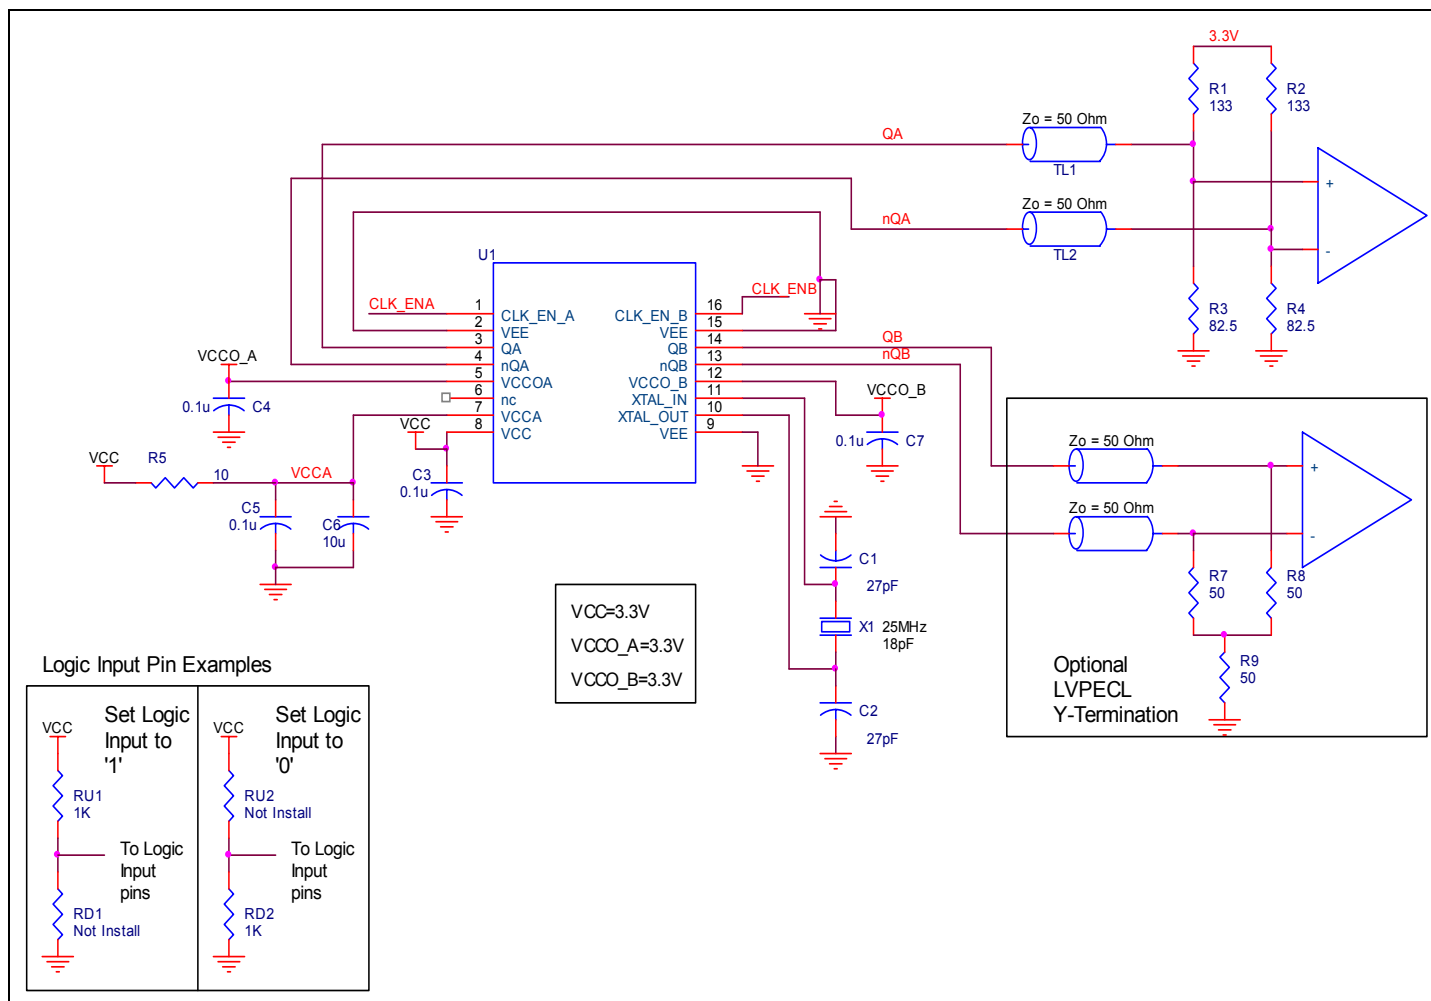 3.3V
R1
133
R2
133
Zo = 50 Ohm
QA
TL1
+
Zo = 50 Ohm
nQA
TL2
-
R3
82.5
R4
82.5
U1
CLK_ENA
1
CLK_EN_A
2
VEE
3
QA
4
nQA
5
VCCOA
6
nc
7
VCCA
8
VCC
CLK_ENB
16
CLK_EN_B
15
VEE
14
QB
13
nQB
12
VCCO_B
11
XTAL_IN
10
XTAL_OUT
9
VEE
QB
nQB
VCCO_A
0.1u
C4
VCC
R5
10
VCCA
C5
0.1u
C6
10u
VCC
C3
0.1u
VCCO_B
0.1u
C7
C1
27pF
X1
25MHz
18pF
C2
27pF
VCC=3.3V
VCCO_A=3.3V
VCCO_B=3.3V
Zo = 50 Ohm
+
Zo = 50 Ohm
-
R7
50
R8
50
R9
50
Optional
LVPECL
Y-Termination
Logic Input Pin Examples
Set Logic
Input to
'1'
VCC
RU1
1K
To Logic
Input
pins
RD1
Not Install
Set Logic
Input to
'0'
VCC
RU2
Not Install
To Logic
Input
pins
RD2
1K